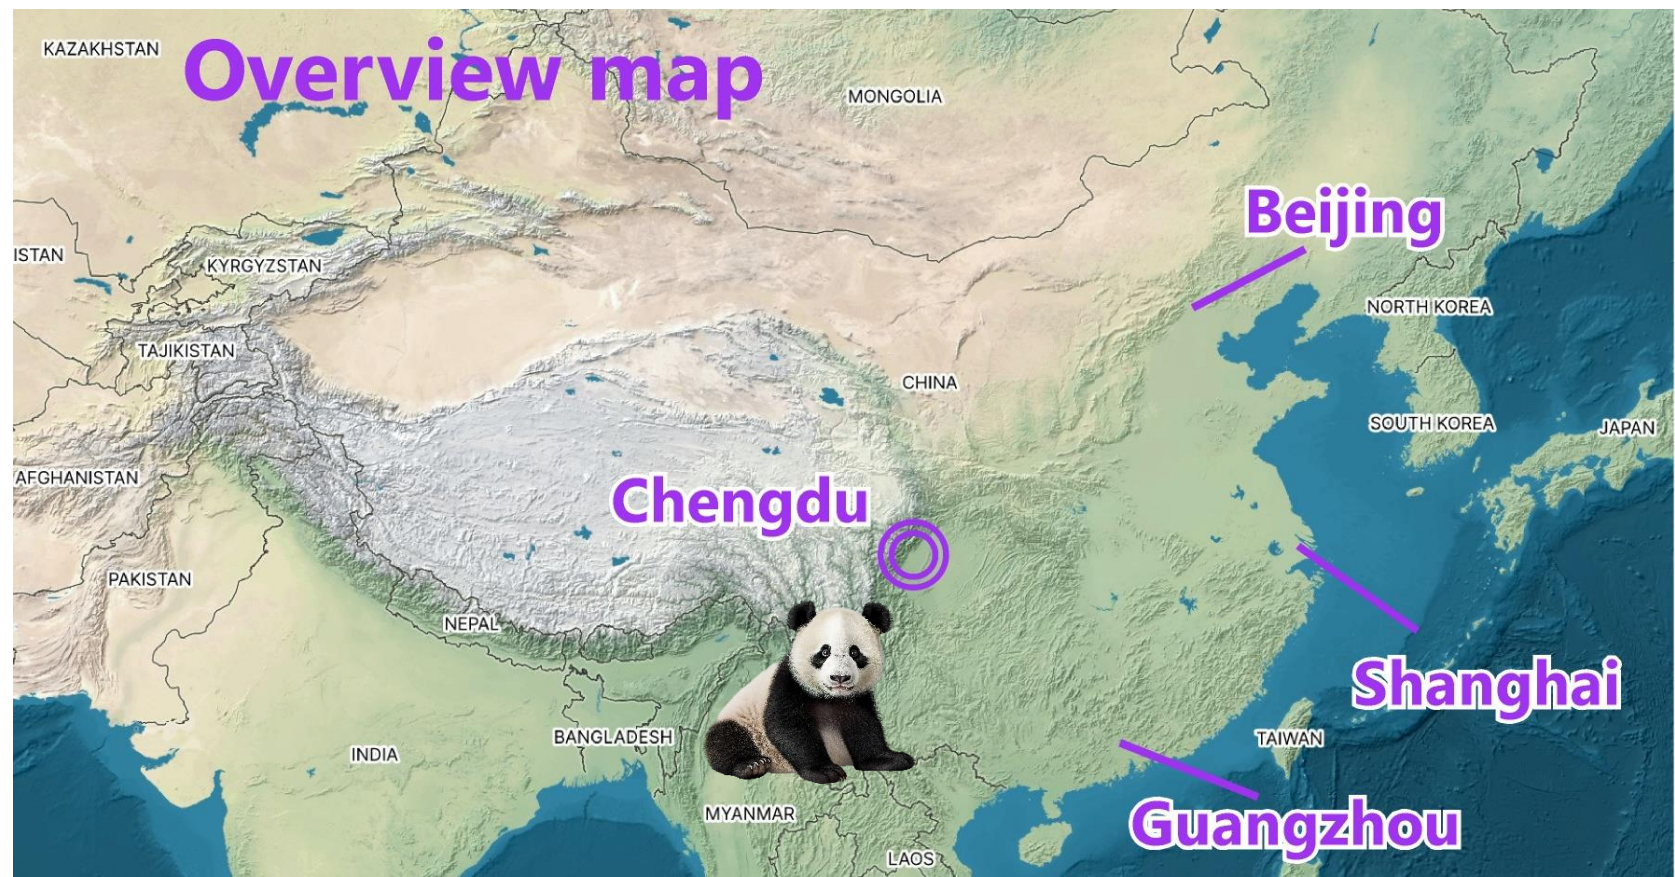 Overview map
KAZAKHSTAN
MONGOLIA
Beijing
ISTAN
KYRGYZSTAN
NORTH KOREA
TAJIKISTAN
CHINA
SOUTH KOREA
JAPAN
AFGHANISTAN
Chengdu
PAKISTAN
NEPAL
Shanghai
BANGLADESH
TAIWAN
INDIA
MYANMAR
Guangzhou
LAOS